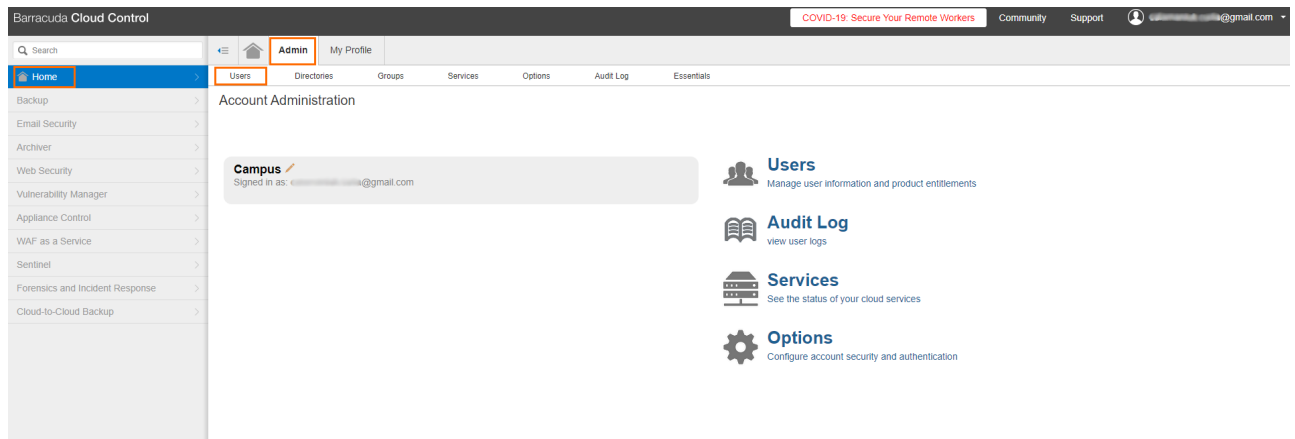 Barracuda Cloud Control
COVID-19: Secure Your Remote Workers
Community
Support
@gmail.com
Search
Admin
My Profile
Home
Users
Directories
Groups
Services
Options
Audit Log
Essentials
Backup
Email Security
Archiver
Web Security
Vulnerability Manager
Appliance Control
WAF as a Service
Sentinel
Forensics and Incident Response
Cloud-to-Cloud Backup
Account Administration
Campus
Signed in as: @gmail.com
Users
Manage user information and product entitlements
Audit Log
view user logs
Services
See the status of your cloud services
Options
Configure account security and authentication